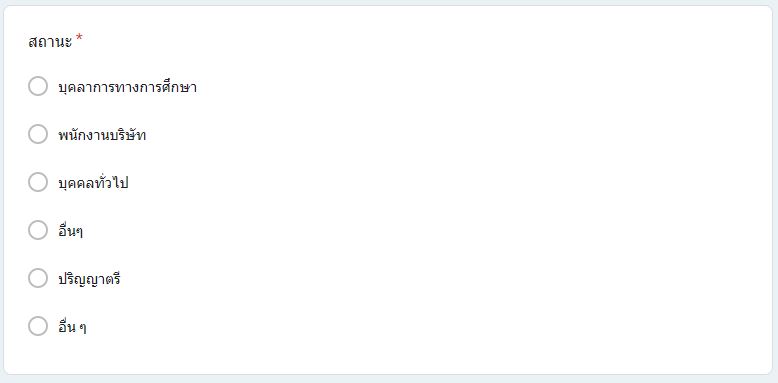 สถานะ *
บุคลาการทางการศึกษา
พนักงานบริษัท
บุคคลทั่วไป
อื่นๆ
ปริญญาตรี
อื่น ๆ